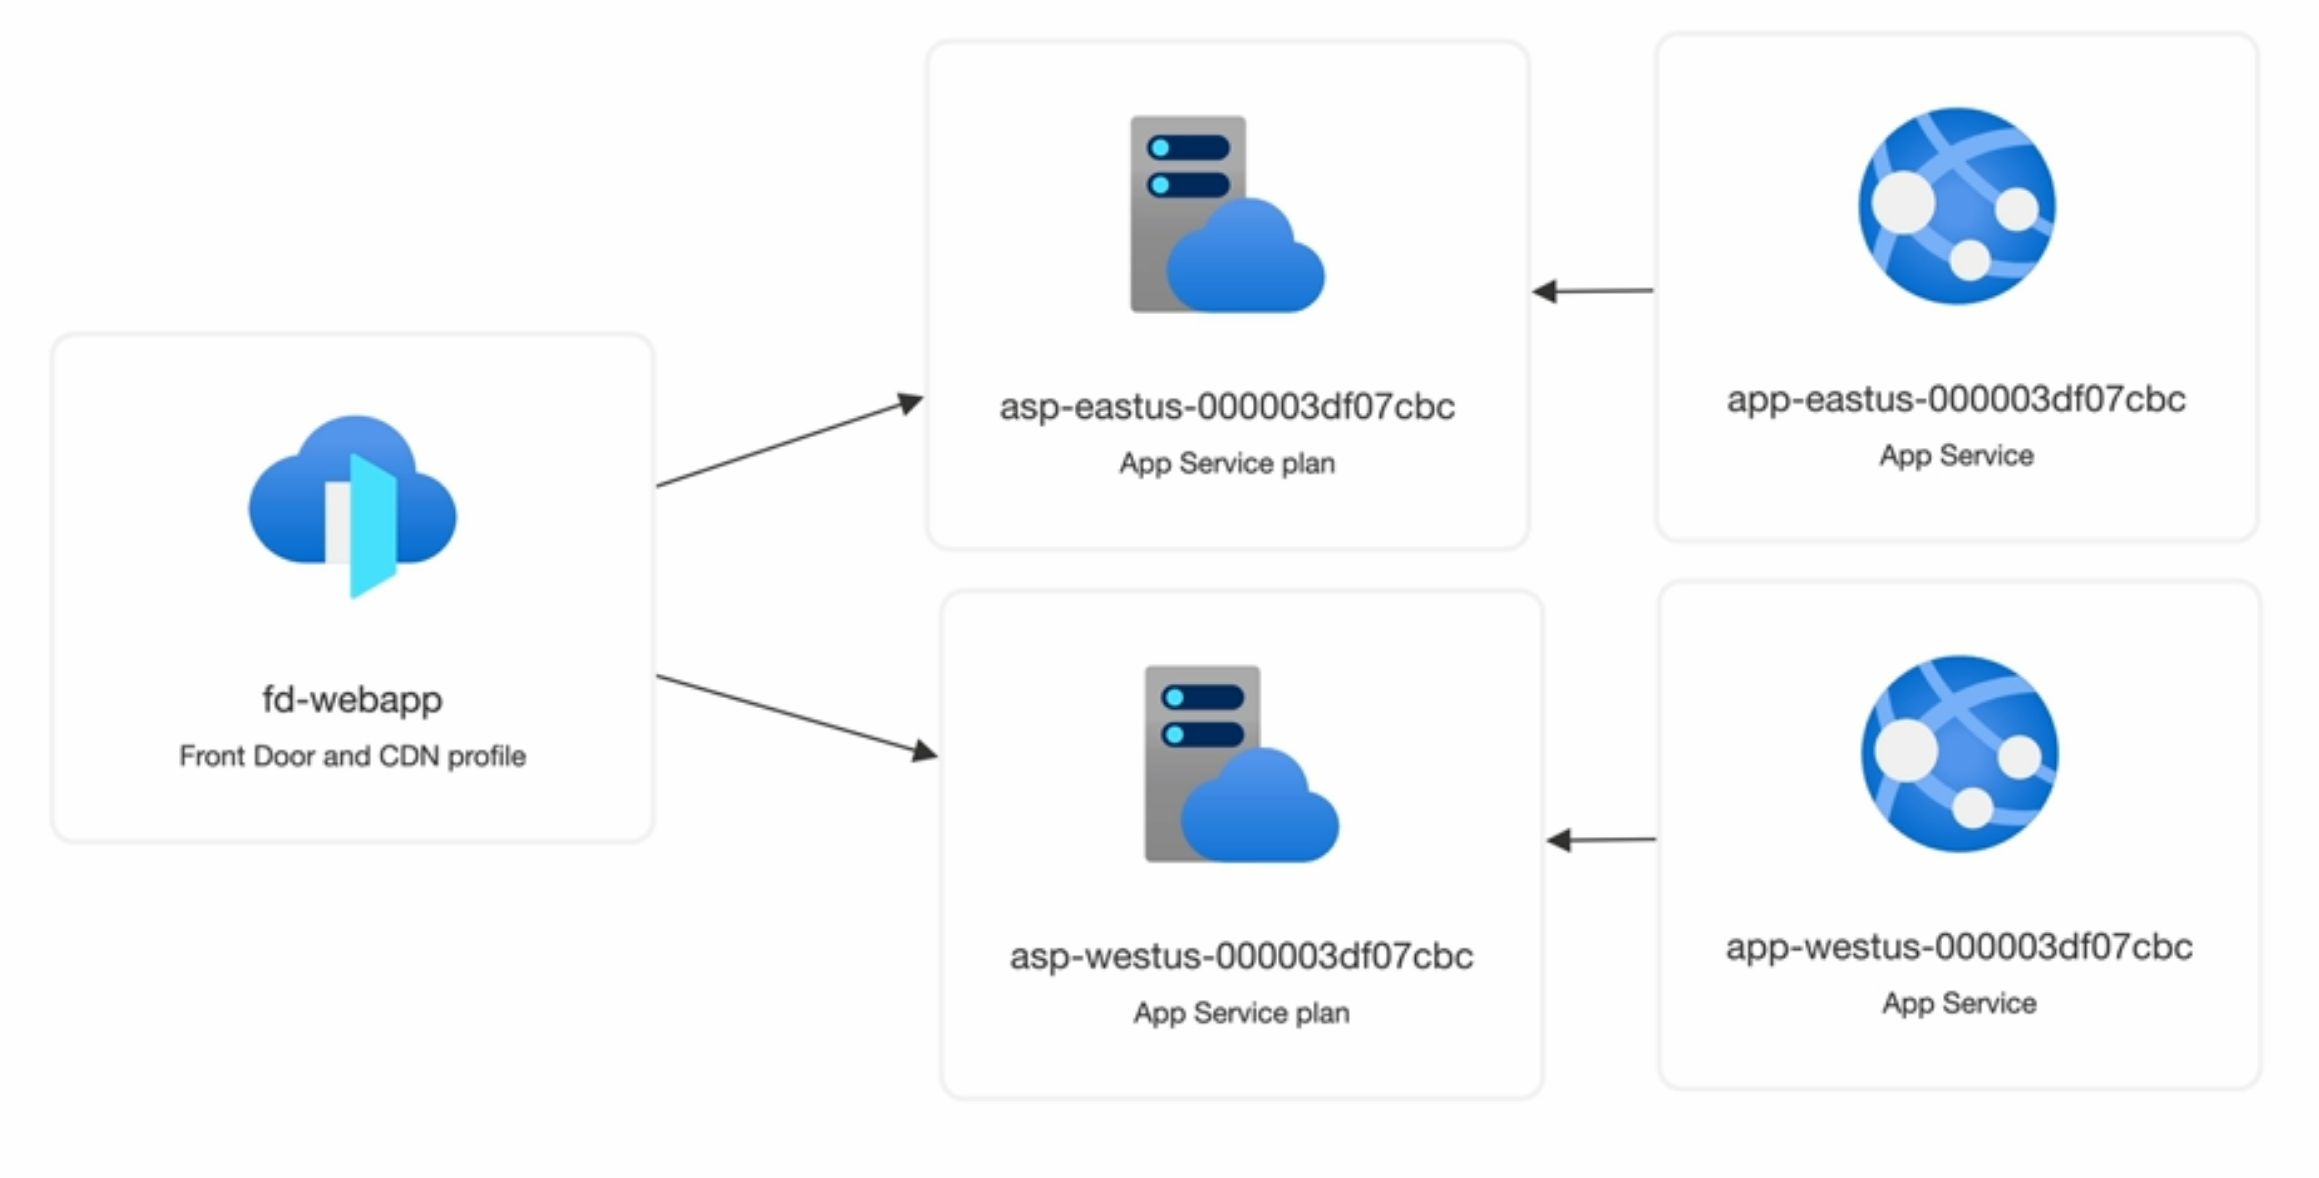 asp-eastus-000003df07cbc
App Service plan
app-eastus-000003df07cbc
App Service
fd-webapp
Front Door and CDN profile
asp-westus-000003df07cbc
App Service plan
app-westus-000003df07cbc
App Service